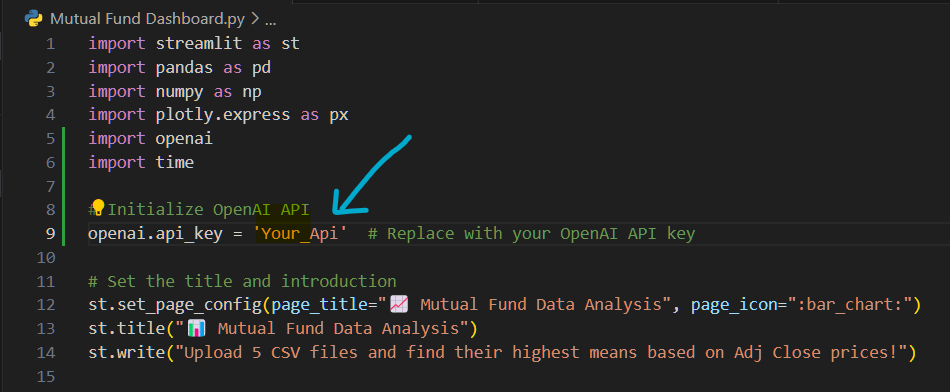 Mutual Fund Dashboard.py > ...
1 import streamlit as st
2 import pandas as pd
3 import numpy as np
4 import plotly.express as px
5 import openai
6 import time
7
8 # Initialize OpenAI API
9 openai.api_key = 'Your_Api'  # Replace with your OpenAI API key
10
11 # Set the title and introduction
12 st.set_page_config(page_title="📈 Mutual Fund Data Analysis", page_icon=":bar_chart:")
13 st.title("📊 Mutual Fund Data Analysis")
14 st.write("Upload 5 CSV files and find their highest means based on Adj Close prices!")
15